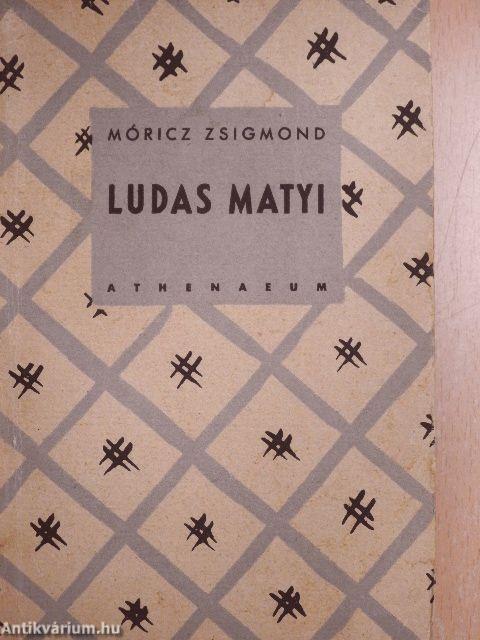 MÓRICZ ZSIGMOND
LUDAS MATYI
ATHENAEUM
Antikvárium.hu